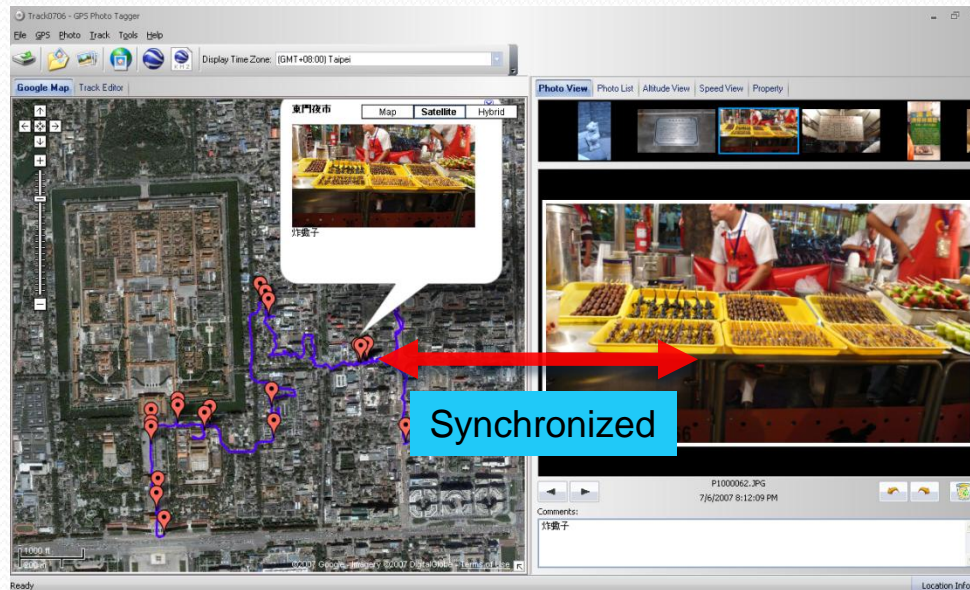 Track0706 - GPS Photo Tagger
File GPS Photo Track Tools Help
Display Time Zone: (GMT+08:00) Taipei
Google Map Track Editor
東門夜市
Map Satellite Hybrid
炸蠍子
1000 ft
200 m
©2007 Google - Imagery ©2007 DigitalGlobe - Terms of Use
Photo View Photo List Altitude View Speed View Property
Synchronized
P1000062.JPG
7/6/2007 8:12:09 PM
Comments:
炸蠍子
Ready
Location Info